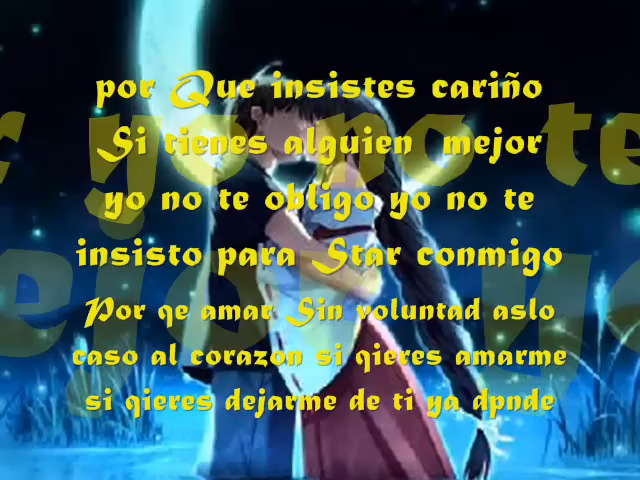 por Que insistes cariño
Si tienes alguien mejor
yo no te obligo yo no te
insisto para Star conmigo
Por qe amar Sin voluntad aslo
caso al corazon si qieres amarme
si qieres dejarme de ti ya dpnde